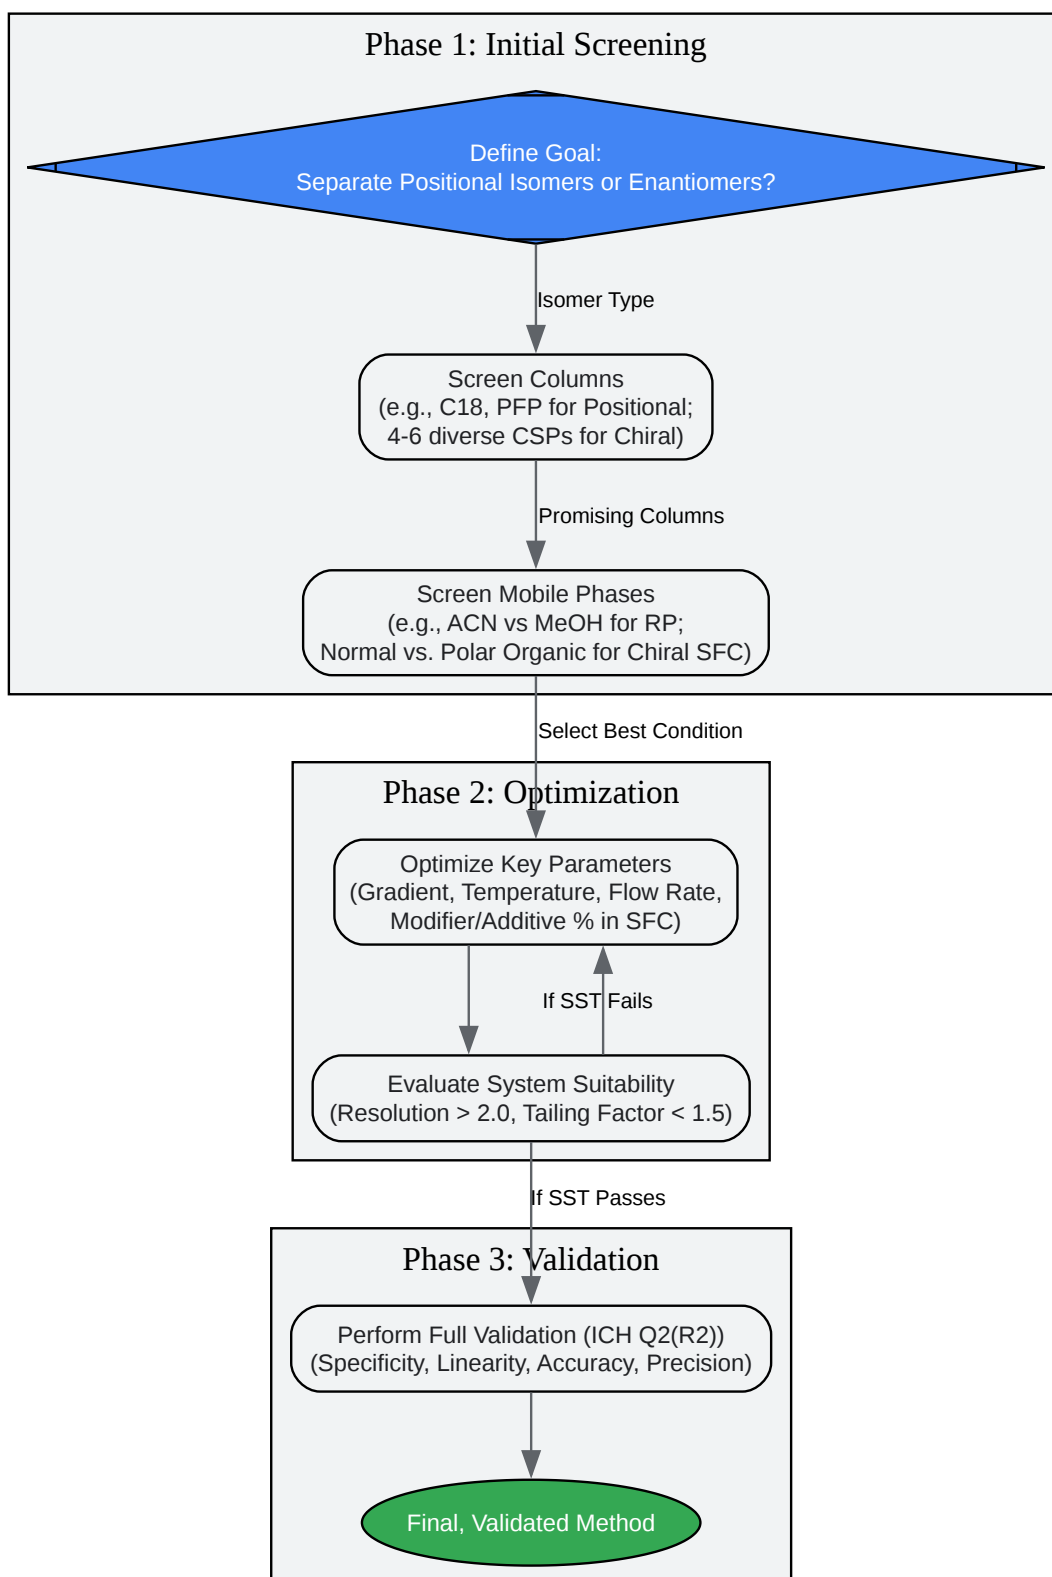 Phase 1: Initial Screening
Define Goal:
Separate Positional Isomers or Enantiomers?
Isomer Type
Screen Columns
(e.g., C18, PFP for Positional;
4-6 diverse CSPs for Chiral)
Promising Columns
Screen Mobile Phases
(e.g., ACN vs MeOH for RP;
Normal vs. Polar Organic for Chiral SFC)
Select Best Condition
Phase 2: Optimization
Optimize Key Parameters
(Gradient, Temperature, Flow Rate,
Modifier/Additive % in SFC)
If SST Fails
Evaluate System Suitability
(Resolution > 2.0, Tailing Factor < 1.5)
If SST Passes
Phase 3: Validation
Perform Full Validation (ICH Q2(R2))
(Specificity, Linearity, Accuracy, Precision)
Final, Validated Method